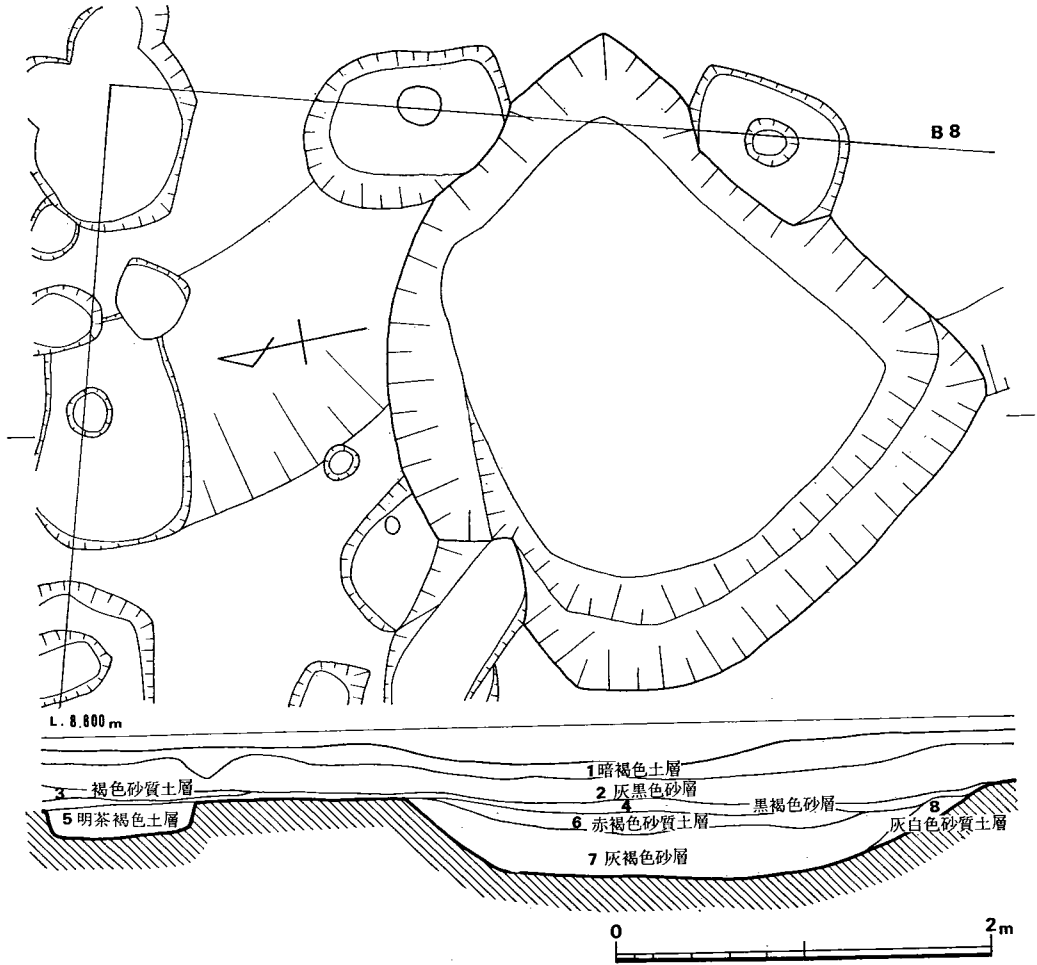 B 8
L. 8.800m
1 暗褐色土層
2 灰黒色砂層
3 褐色砂質土層
4 黒褐色砂層
5 明茶褐色土層
6 赤褐色砂質土層
8 灰白色砂質土層
7 灰褐色砂層
0 2m